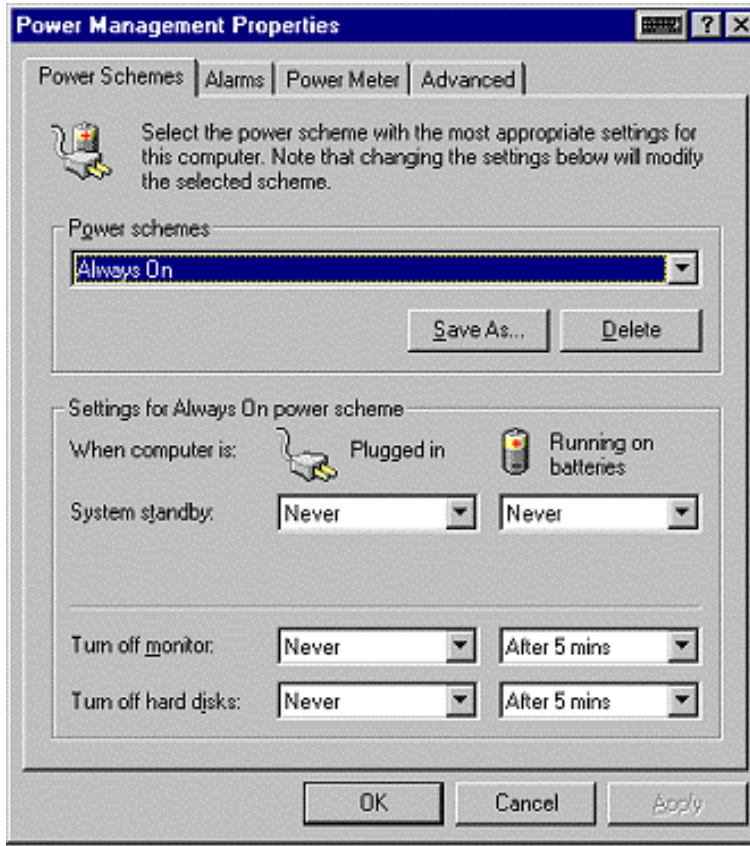 Power Management Properties
Power Schemes Alarms Power Meter Advanced
Select the power scheme with the most appropriate settings for
this computer. Note that changing the settings below will modify
the selected scheme.
Power schemes
Always On
Save As... Delete
Settings for Always On power scheme
When computer is: Plugged in Running on
batteries
System standby: Never Never
Turn off monitor: Never After 5 mins
Turn off hard disks: Never After 5 mins
OK Cancel Apply